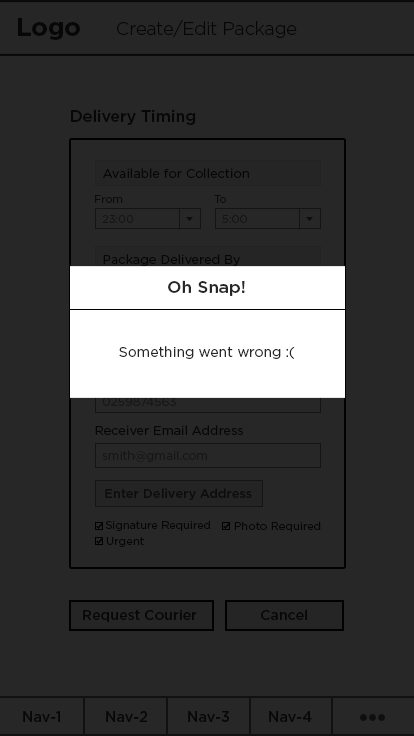 Logo Create/Edit Package
Delivery Timing
Available for Collection
From To
23:00 5:00
Package Delivered By
Oh Snap!
Something went wrong :(
0259874563
Receiver Email Address
smith@gmail.com
Enter Delivery Address
Signature Required Photo Required
Urgent
Request Courier Cancel
Nav-1 Nav-2 Nav-3 Nav-4